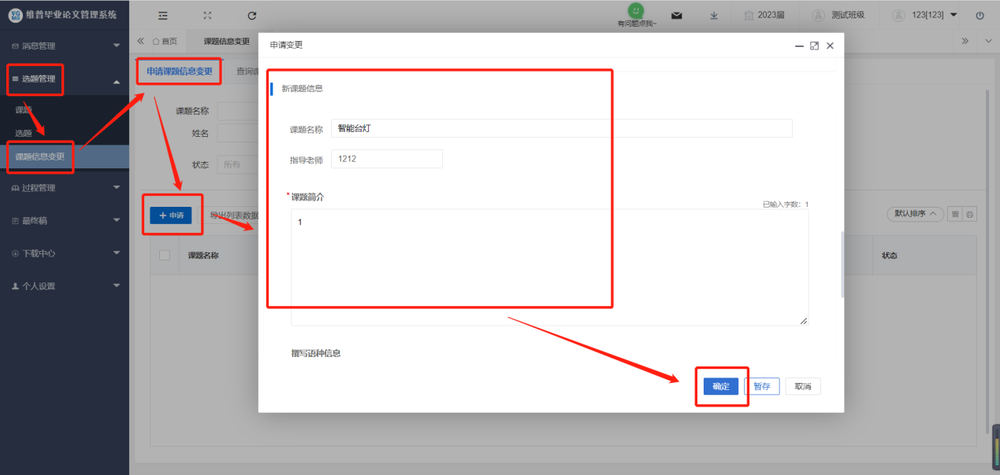 维普毕业论文管理系统
有问题点我~
2023届
测试班级
123[123]
消息管理
选题管理
课题
选题
课题信息变更
过程管理
最终稿
下载中心
个人设置
首页
课题信息变更
申请课题信息变更
查询课
课题名称
姓名
状态
所有
+ 申请
导出列表数据
默认排序
课题名称
状态
申请变更
新课题信息
课题名称
智能台灯
指导老师
1212
*课题简介
已输入字数：1
1
撰写语种信息
确定
暂存
取消